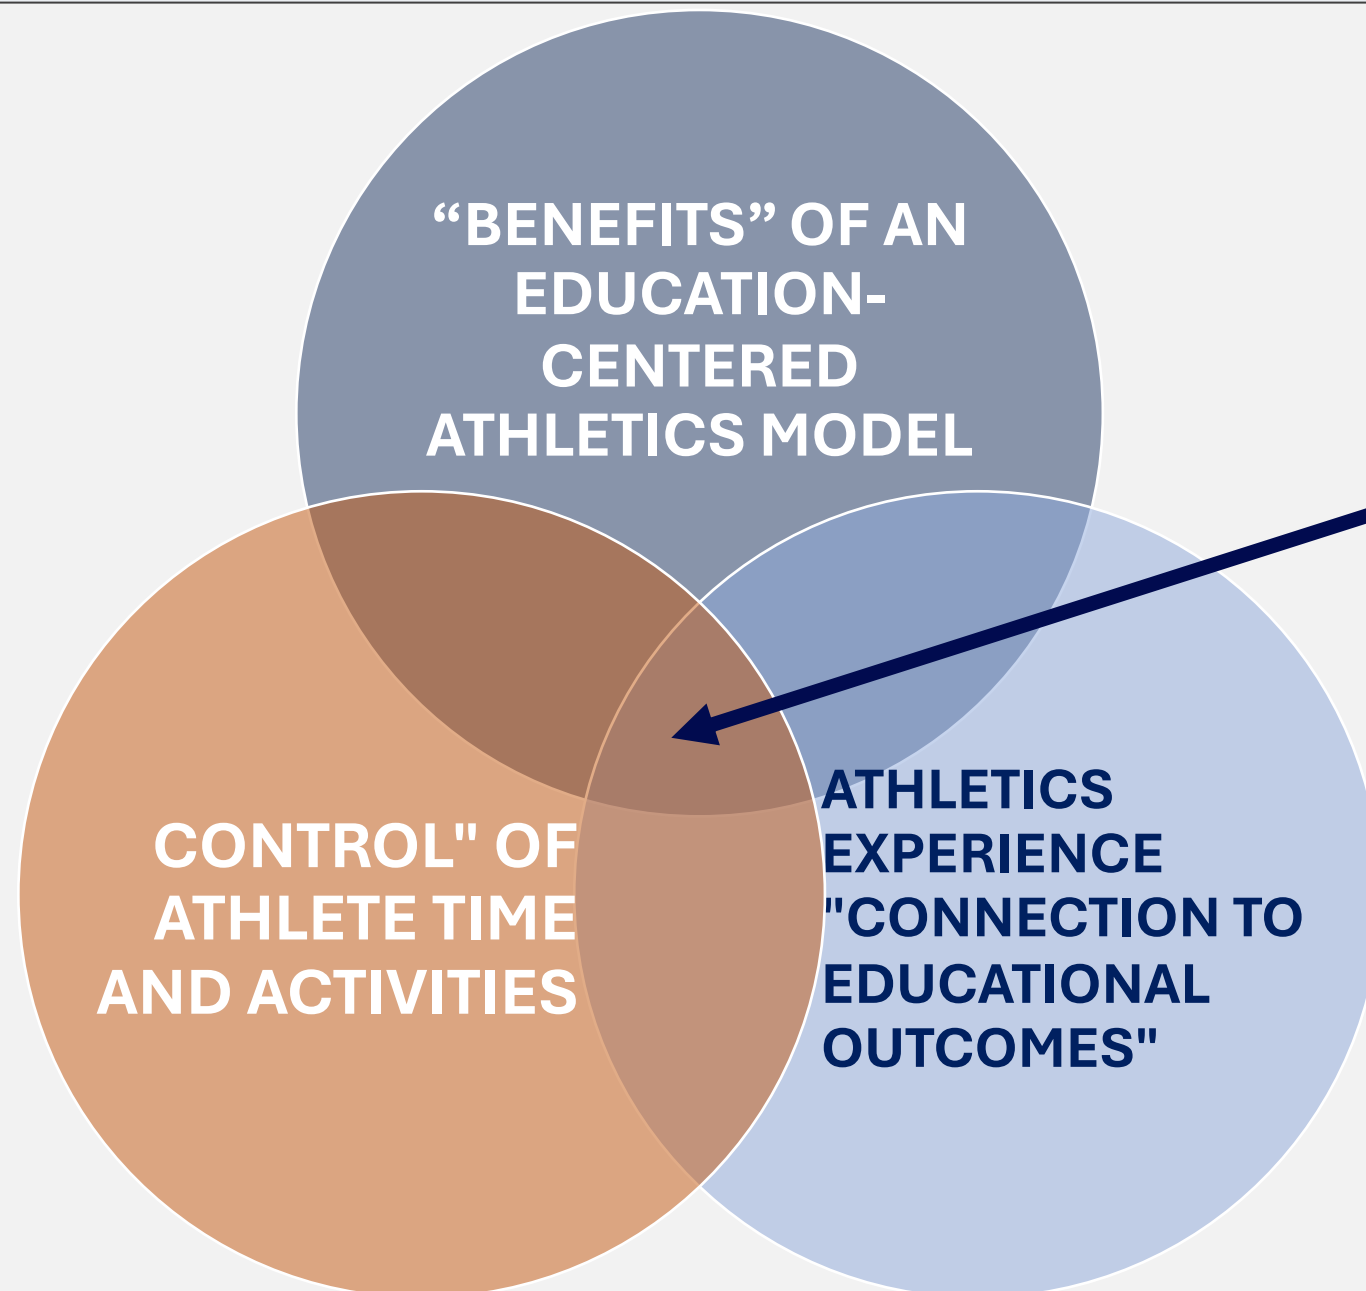 “BENEFITS” OF AN
EDUCATION-
CENTERED
ATHLETICS MODEL
CONTROL" OF
ATHLETE TIME
AND ACTIVITIES
ATHLETICS
EXPERIENCE
"CONNECTION TO
EDUCATIONAL
OUTCOMES"